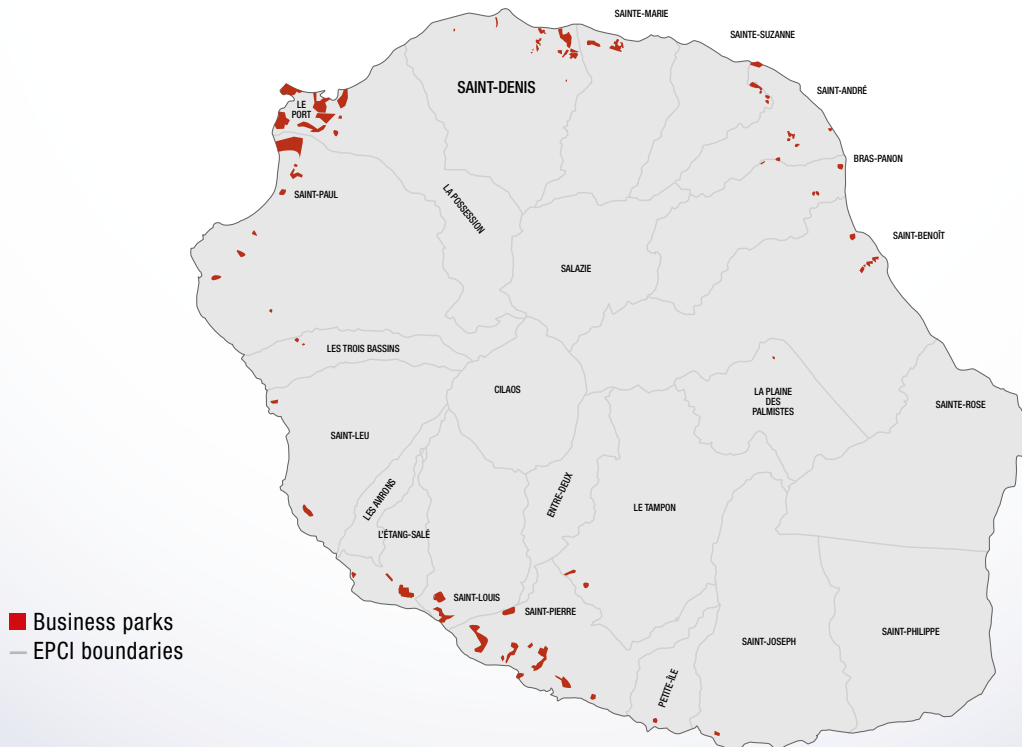 SAINTE-MARIE
SAINTE-SUZANNE
SAINT-DENIS
SAINT-ANDRÉ
LE
PORT
BRAS-PANON
SAINT-PAUL
LA POSSESSION
SAINT-BENOÎT
SALAZIE
LES TROIS BASSINS
CILAOS
LA PLAINE
DES
PALMISTES
SAINTE-ROSE
SAINT-LEU
LES AVIRONS
ENTRE-DEUX
LE TAMPON
L'ÉTANG-SALÉ
SAINT-LOUIS
SAINT-PIERRE
SAINT-JOSEPH
SAINT-PHILIPPE
PETITE-ÎLE
Business parks
EPCI boundaries